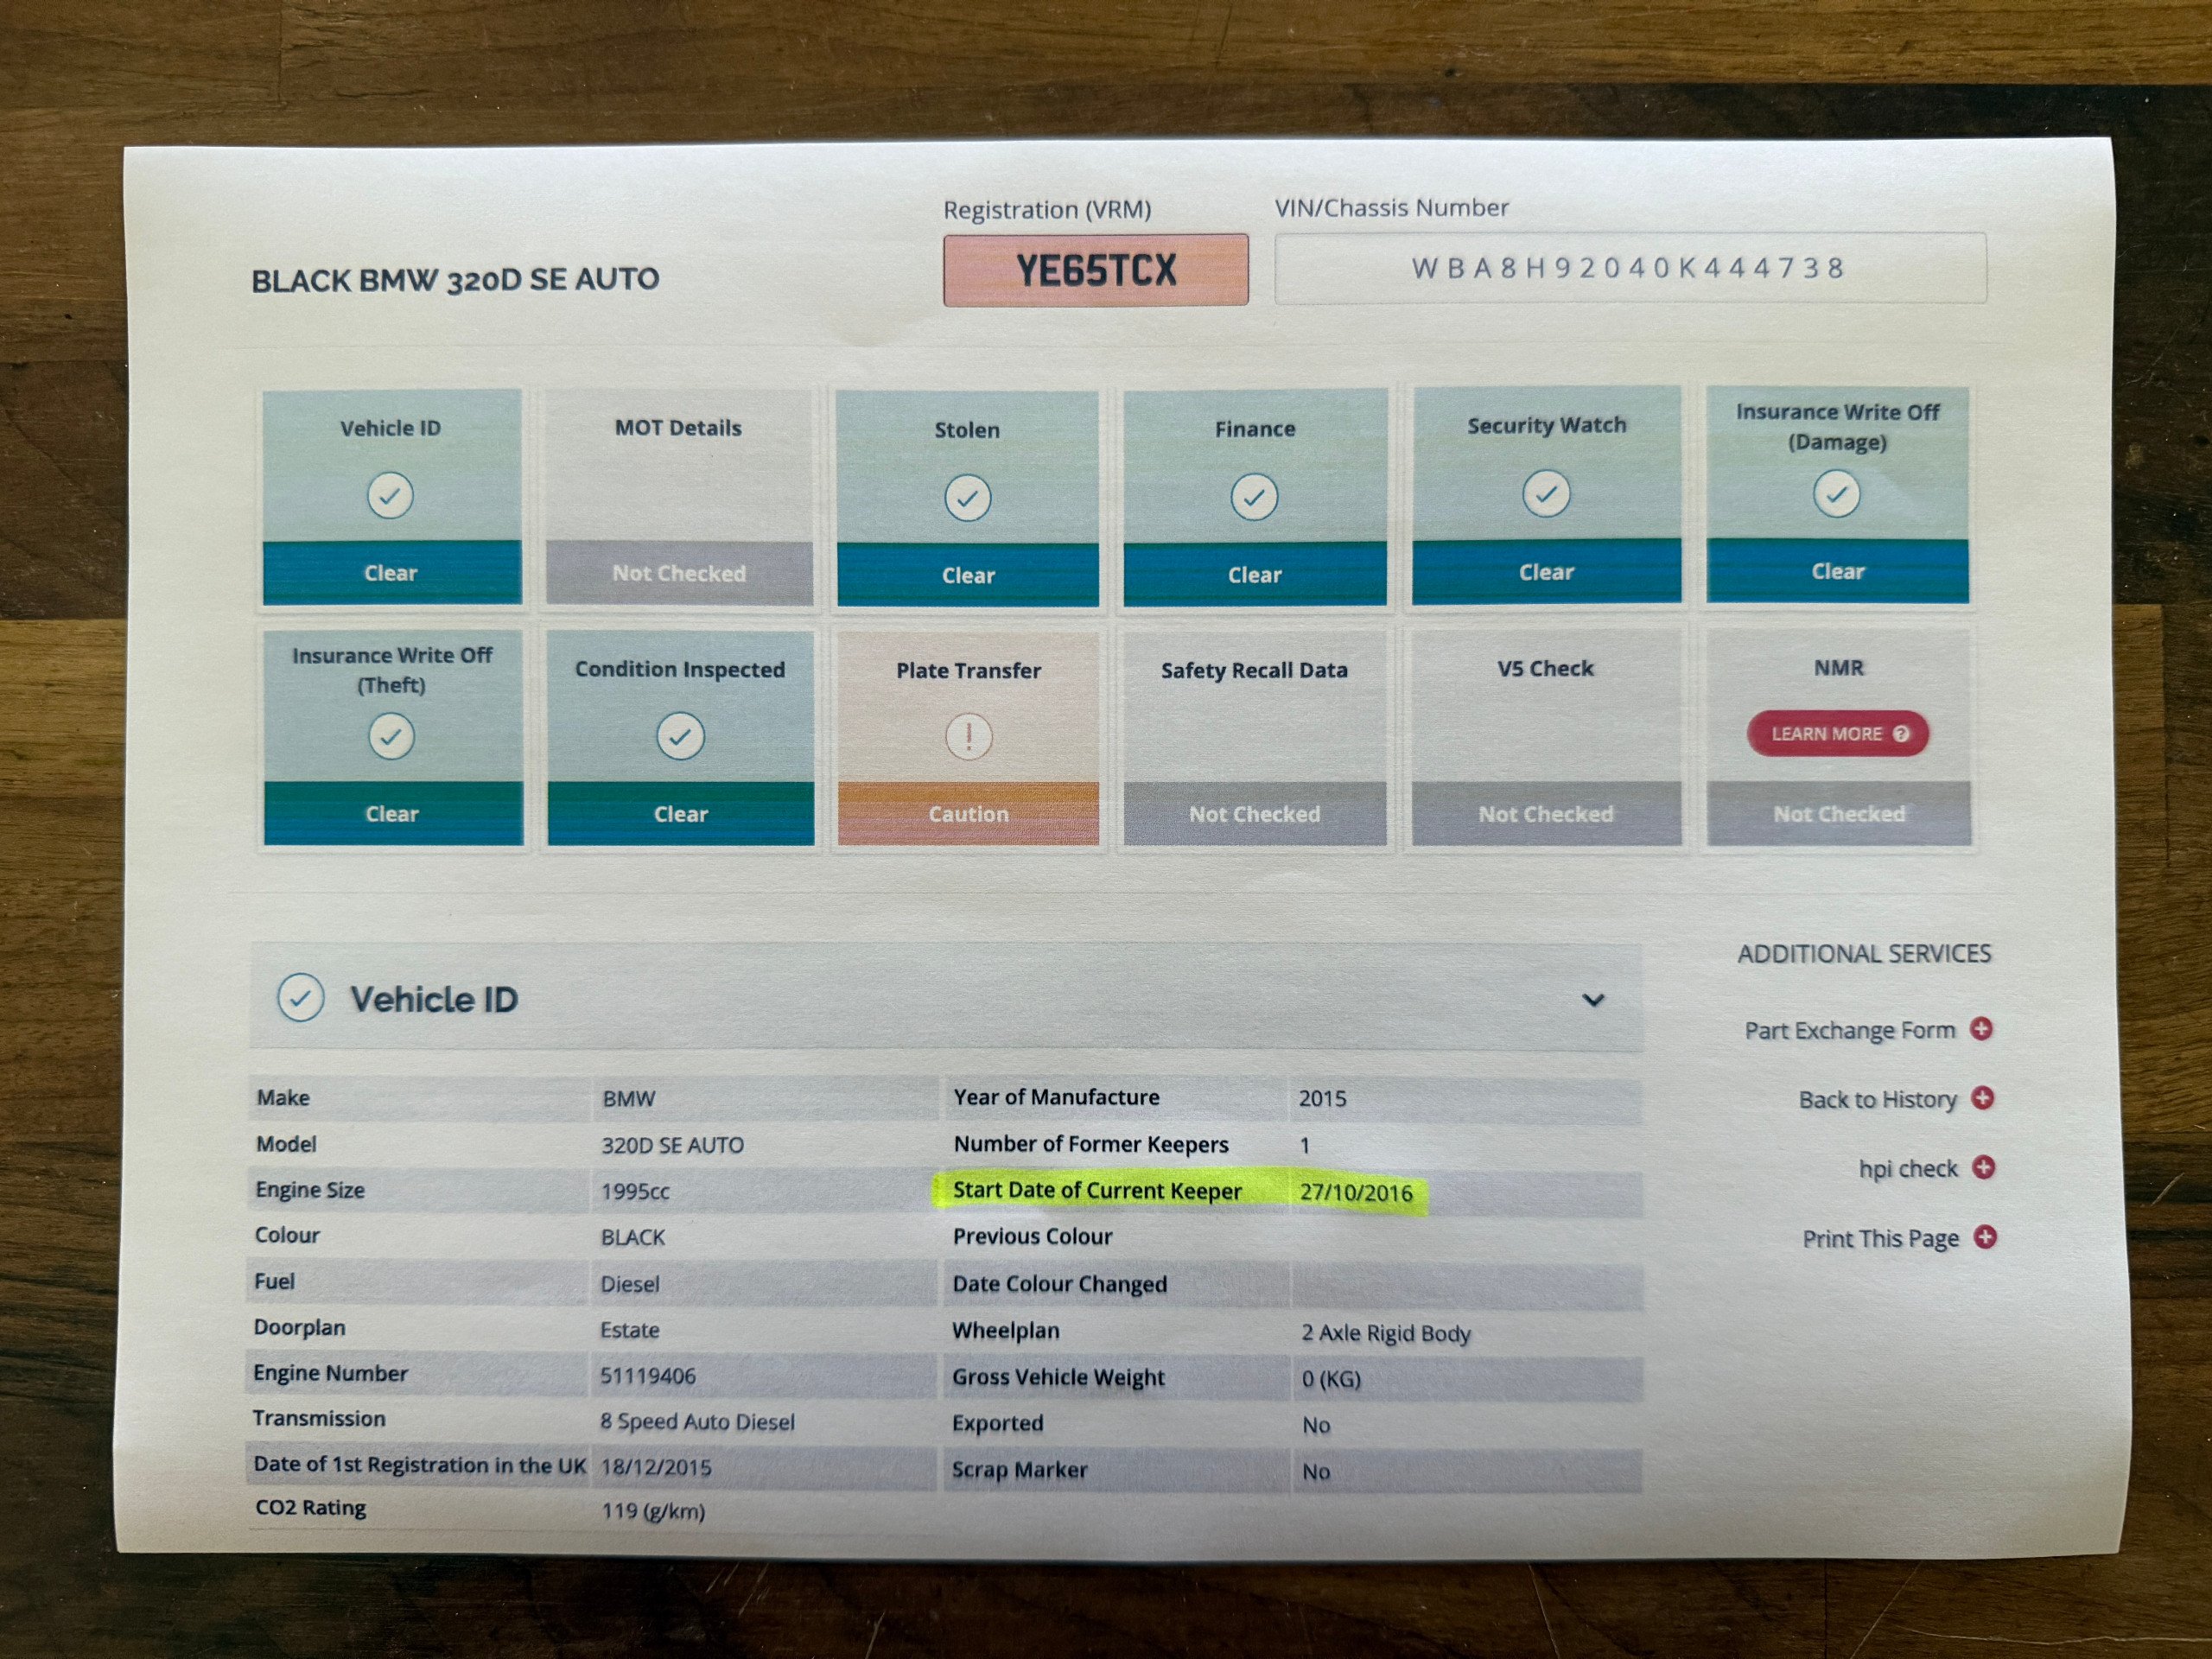 Registration (VRM) VIN/Chassis Number
BLACK BMW 320D SE AUTO YE65TCX WBA8H92040K444738
Vehicle ID MOT Details Stolen Finance Security Watch Insurance Write Off (Damage)
Clear Not Checked Clear Clear Clear Clear
Insurance Write Off (Theft) Condition Inspected Plate Transfer Safety Recall Data V5 Check NMR
LEARN MORE ?
Clear Clear Caution Not Checked Not Checked Not Checked
Vehicle ID
ADDITIONAL SERVICES
Part Exchange Form
Back to History
hpi check
Print This Page
Make BMW Year of Manufacture 2015
Model 320D SE AUTO Number of Former Keepers 1
Engine Size 1995cc Start Date of Current Keeper 27/10/2016
Colour BLACK Previous Colour
Fuel Diesel Date Colour Changed
Doorplan Estate Wheelplan 2 Axle Rigid Body
Engine Number 51119406 Gross Vehicle Weight 0 (KG)
Transmission 8 Speed Auto Diesel Exported No
Date of 1st Registration in the UK 18/12/2015 Scrap Marker No
CO2 Rating 119 (g/km)